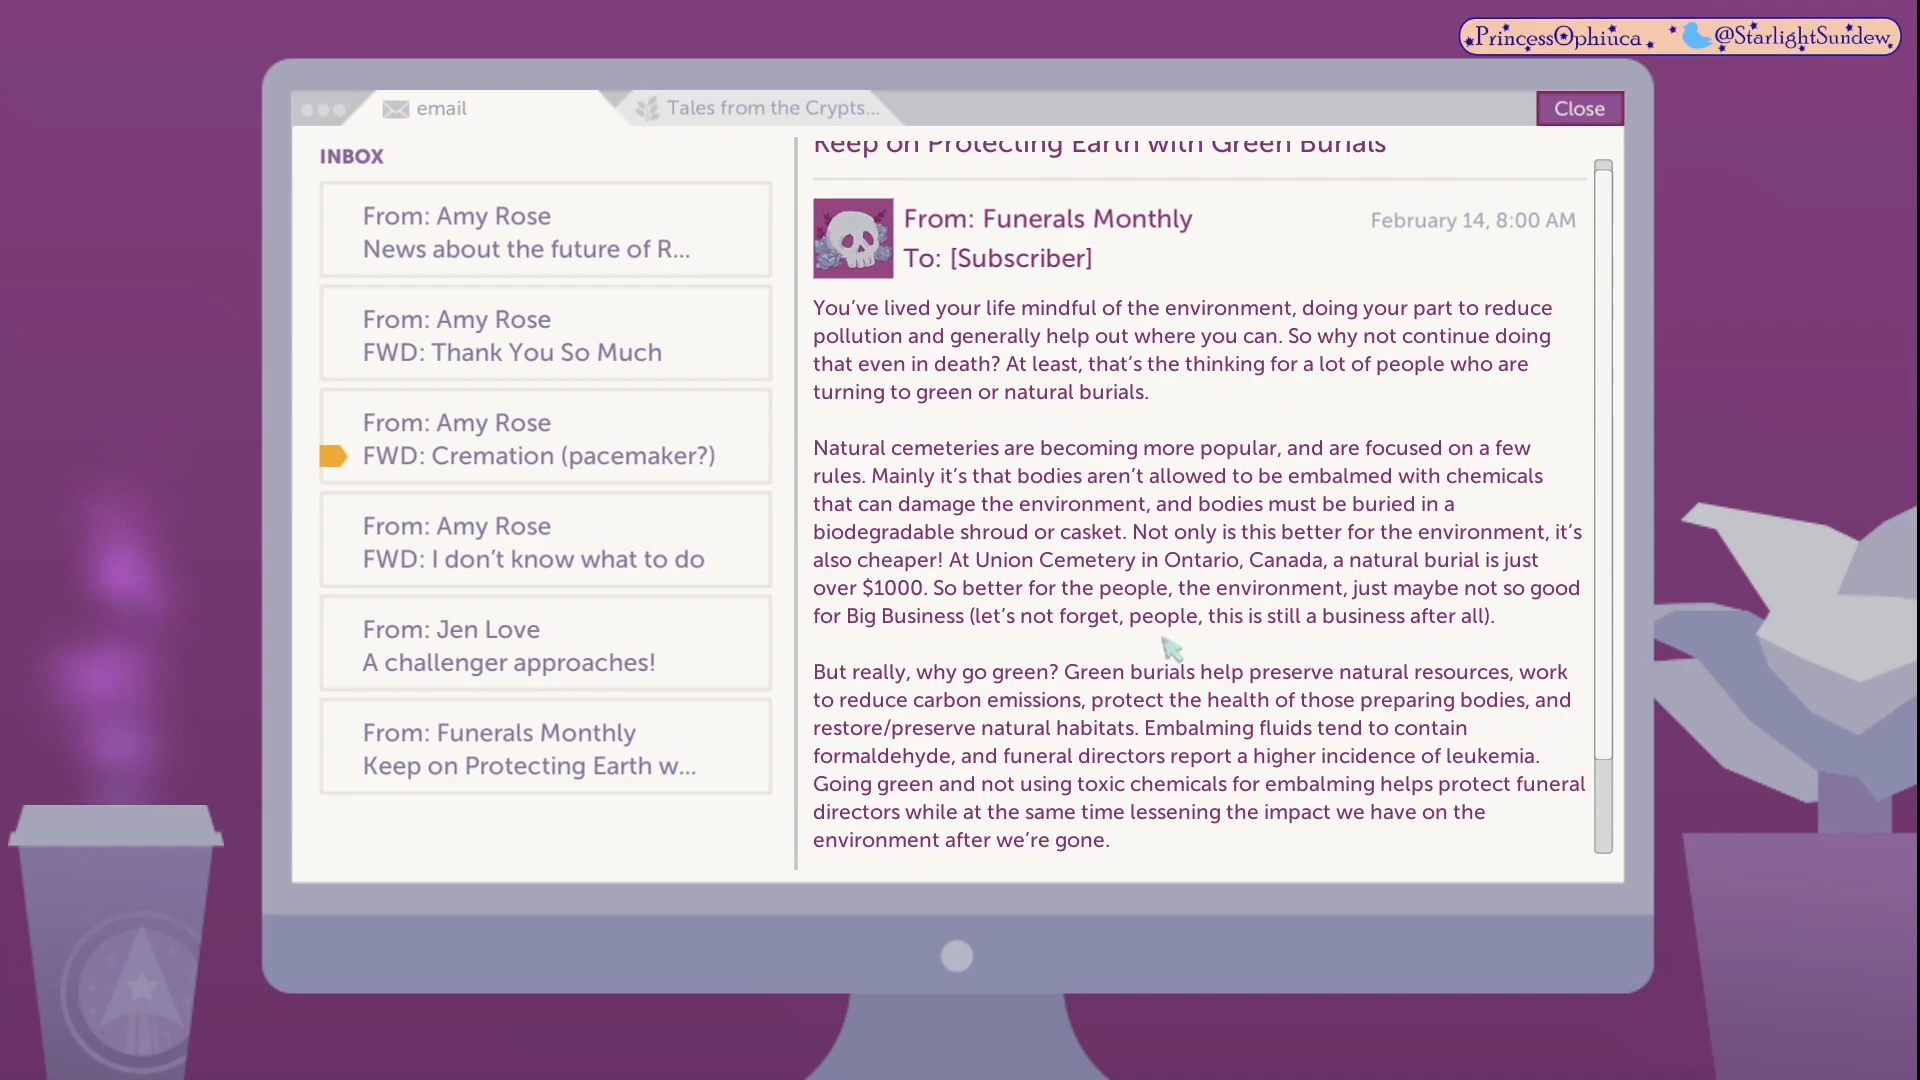 PrincessOphiuca @StarlightSundew
email
Tales from the Crypts...
Close
INBOX
From: Amy Rose
News about the future of R...
From: Amy Rose
FWD: Thank You So Much
From: Amy Rose
FWD: Cremation (pacemaker?)
From: Amy Rose
FWD: I don’t know what to do
From: Jen Love
A challenger approaches!
From: Funerals Monthly
Keep on Protecting Earth w...
Keep on Protecting Earth with Green Burials
From: Funerals Monthly
February 14, 8:00 AM
To: [Subscriber]
You’ve lived your life mindful of the environment, doing your part to reduce
pollution and generally help out where you can. So why not continue doing
that even in death? At least, that’s the thinking for a lot of people who are
turning to green or natural burials.
Natural cemeteries are becoming more popular, and are focused on a few
rules. Mainly it’s that bodies aren’t allowed to be embalmed with chemicals
that can damage the environment, and bodies must be buried in a
biodegradable shroud or casket. Not only is this better for the environment, it’s
also cheaper! At Union Cemetery in Ontario, Canada, a natural burial is just
over $1000. So better for the people, the environment, just maybe not so good
for Big Business (let’s not forget, people, this is still a business after all).
But really, why go green? Green burials help preserve natural resources, work
to reduce carbon emissions, protect the health of those preparing bodies, and
restore/preserve natural habitats. Embalming fluids tend to contain
formaldehyde, and funeral directors report a higher incidence of leukemia.
Going green and not using toxic chemicals for embalming helps protect funeral
directors while at the same time lessening the impact we have on the
environment after we’re gone.